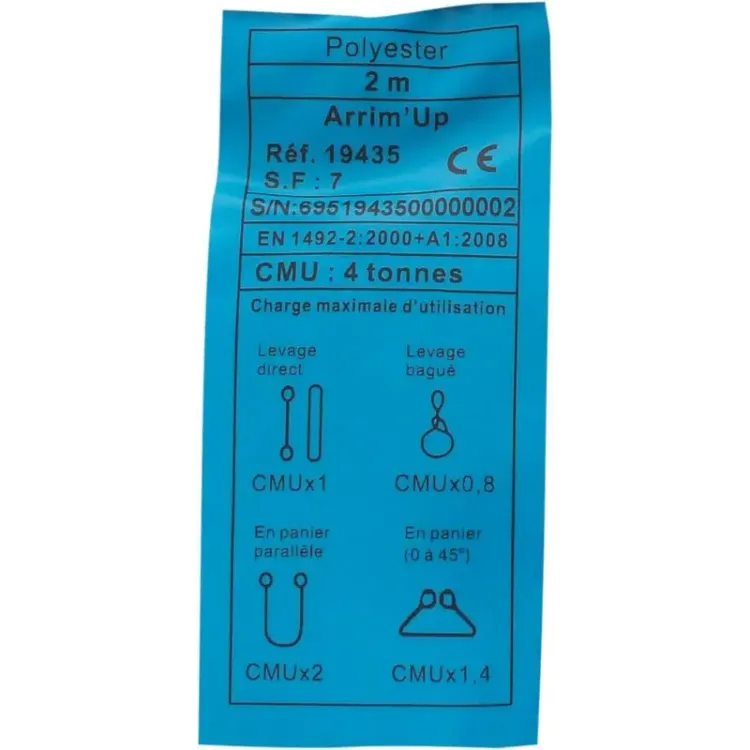 Polyester
2 m
Arrim'Up
Réf. 19435
CE
S.F : 7
S/N:6951943500000002
EN 1492-2:2000+A1:2008
CMU : 4 tonnes
Charge maximale d'utilisation
Levage
direct
Levage
bagué
CMUx1
CMUx0,8
En panier
parallèle
En panier
(0 à 45°)
CMUx2
CMUx1,4